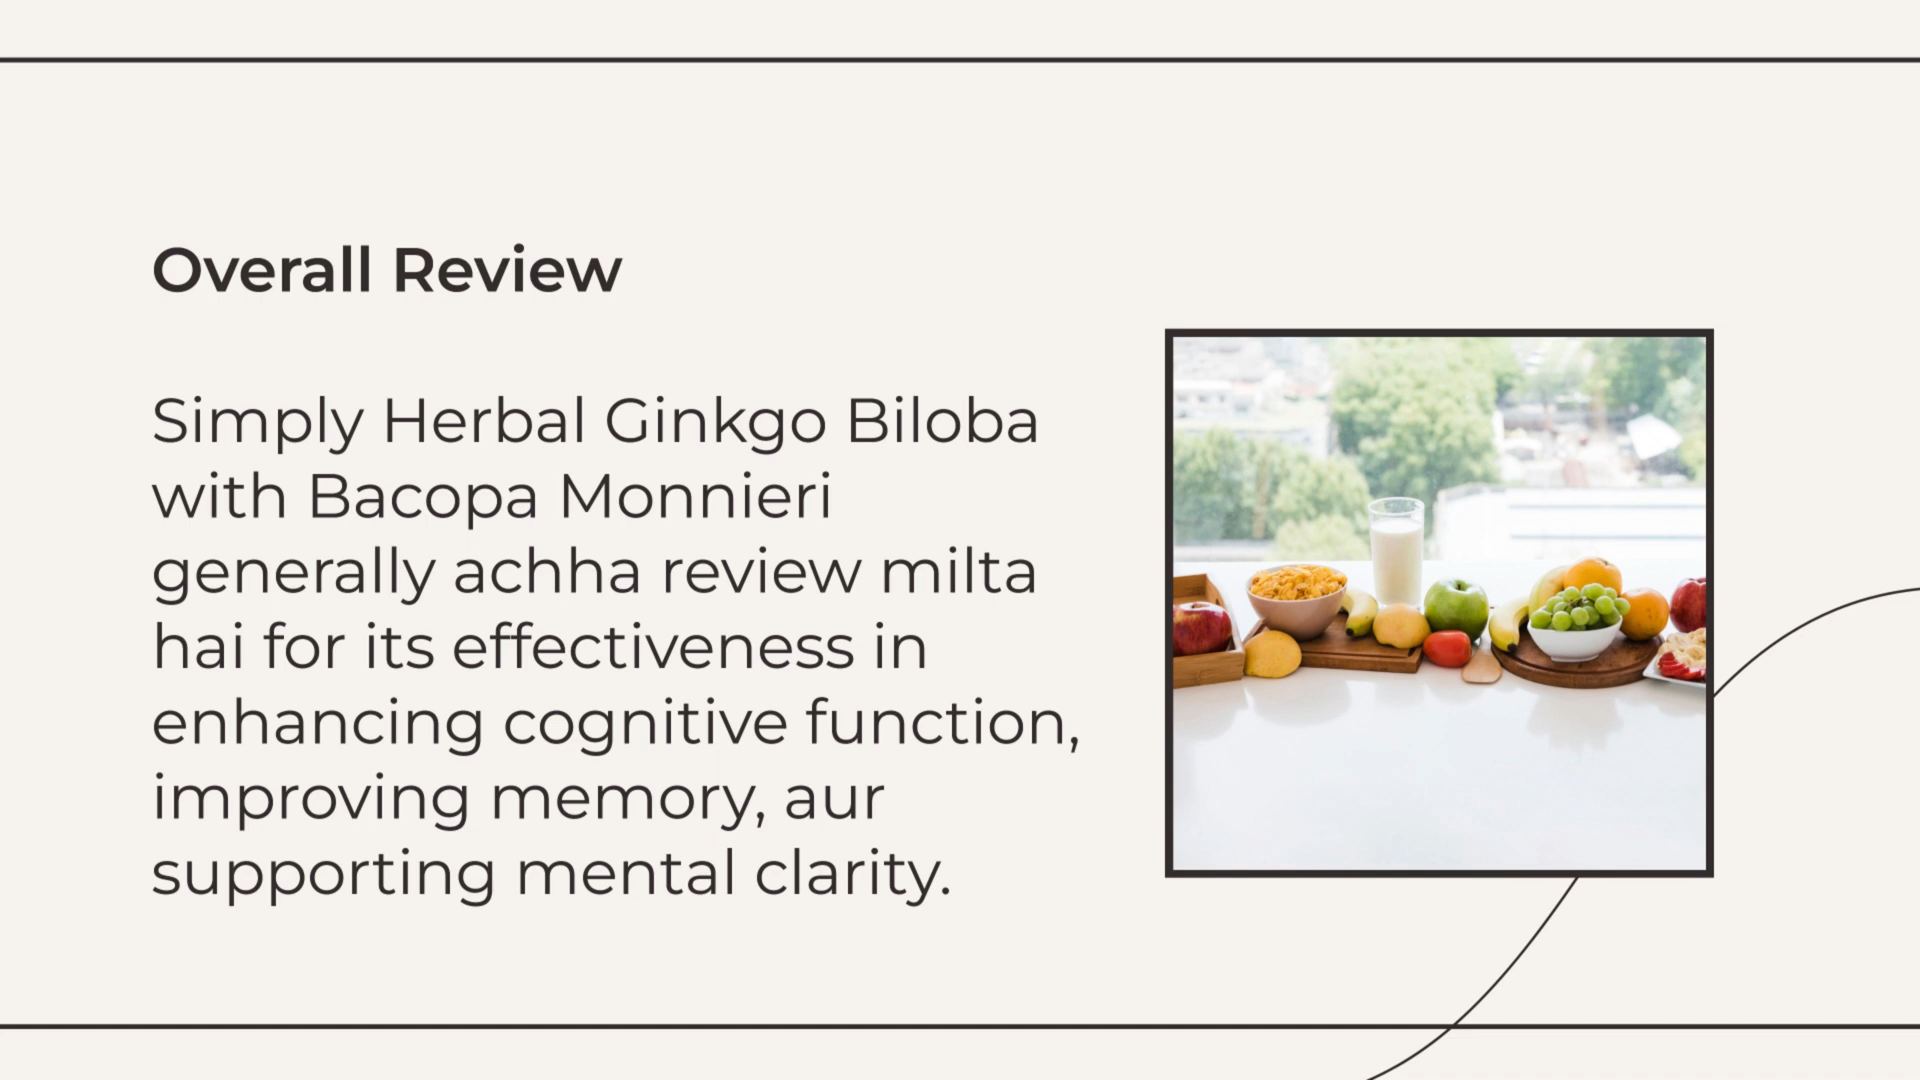 Overall Review
Simply Herbal Ginkgo Biloba
with Bacopa Monnieri
generally achha review milta
hai for its effectiveness in
enhancing cognitive function,
improving memory, aur
supporting mental clarity.